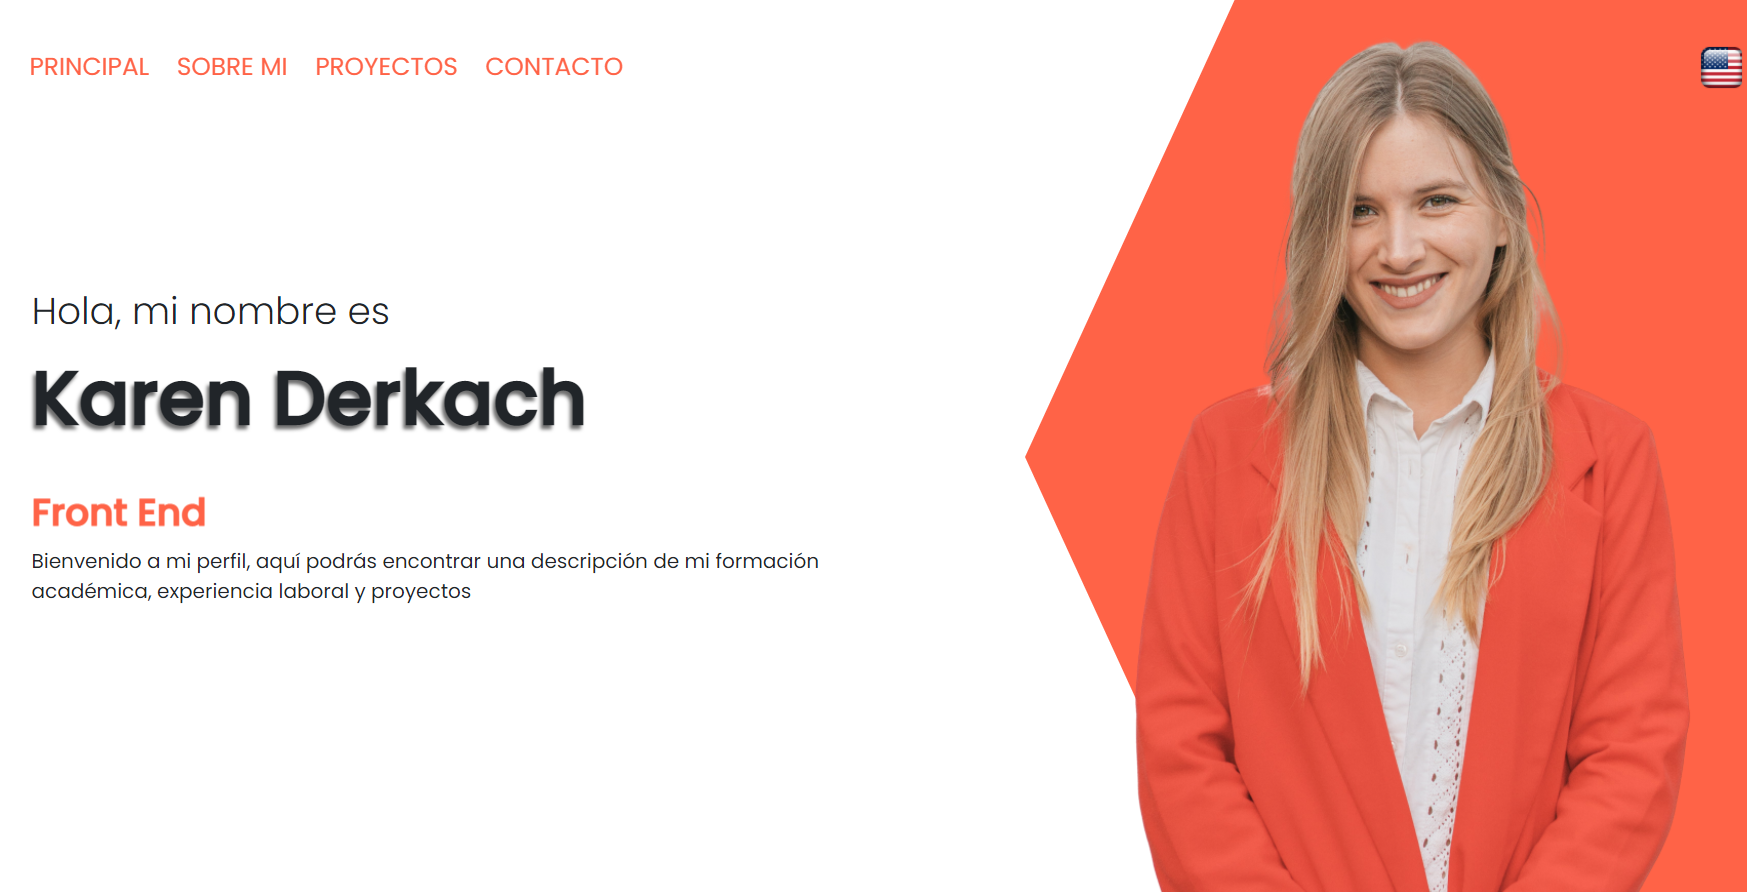 PRINCIPAL SOBRE MI PROYECTOS CONTACTO
Hola, mi nombre es
Karen Derkach
Front End
Bienvenido a mi perfil, aquí podrás encontrar una descripción de mi formación
académica, experiencia laboral y proyectos